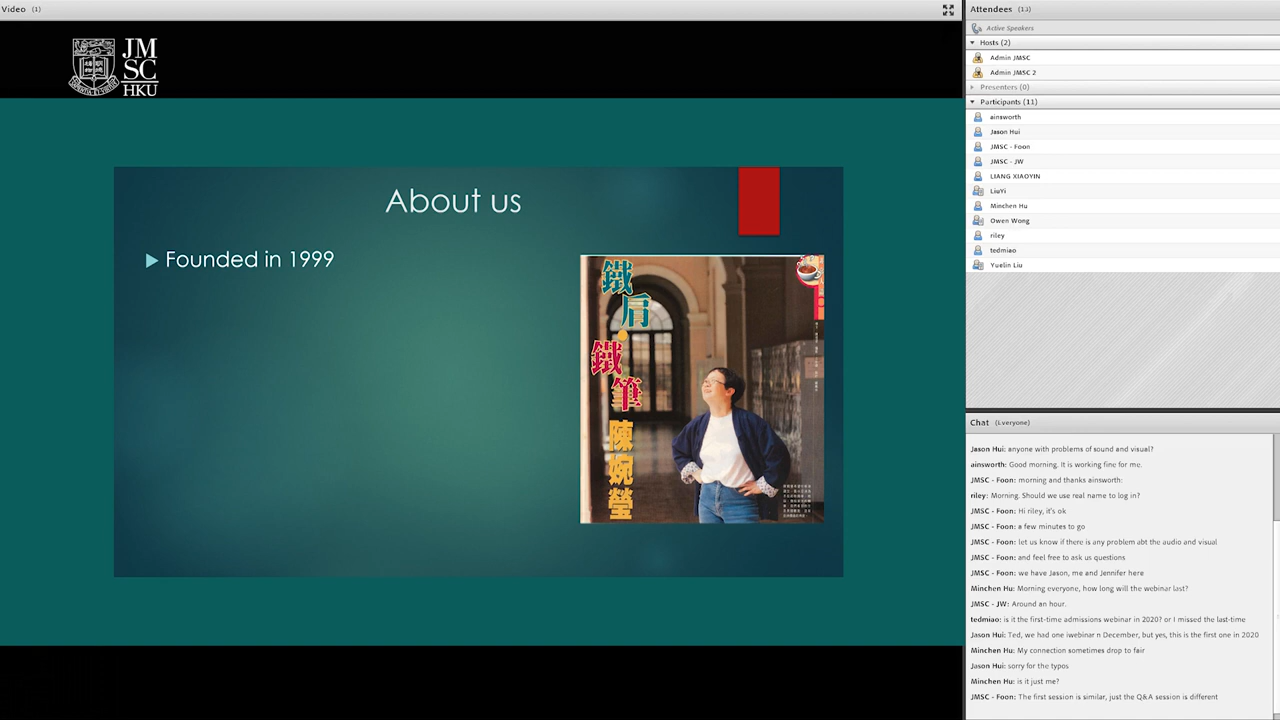 Video (1)
JM
SC
HKU
About us
Founded in 1999
鐵
肩
鐵
筆
陳
婉
瑩
Attendees (13)
Active Speakers
Hosts (2)
Admin JMSC
Admin JMSC 2
Presenters (0)
Participants (11)
ainsworth
Jason Hui
JMSC - Foon
JMSC - JW
LIANG XIAOYIN
LiuYi
Minchen Hu
Owen Wong
riley
tedmiao
Yuelin Liu
Chat (Everyone)
Jason Hui: anyone with problems of sound and visual?
ainsworth: Good morning. It is working fine for me.
JMSC - Foon: morning and thanks ainsworth:
riley: Morning. Should we use real name to log in?
JMSC - Foon: Hi riley, it's ok
JMSC - Foon: a few minutes to go
JMSC - Foon: let us know if there is any problem abt the audio and visual
JMSC - Foon: and feel free to ask us questions
JMSC - Foon: we have Jason, me and Jennifer here
Minchen Hu: Morning everyone, how long will the webinar last?
JMSC - JW: Around an hour.
tedmiao: is it the first-time admissions webinar in 2020? or I missed the last-time
Jason Hui: Ted, we had one iwebinar n December, but yes, this is the first one in 2020
Minchen Hu: My connection sometimes drop to fair
Jason Hui: sorry for the typos
Minchen Hu: is it just me?
JMSC - Foon: The first session is similar, just the Q&A session is different